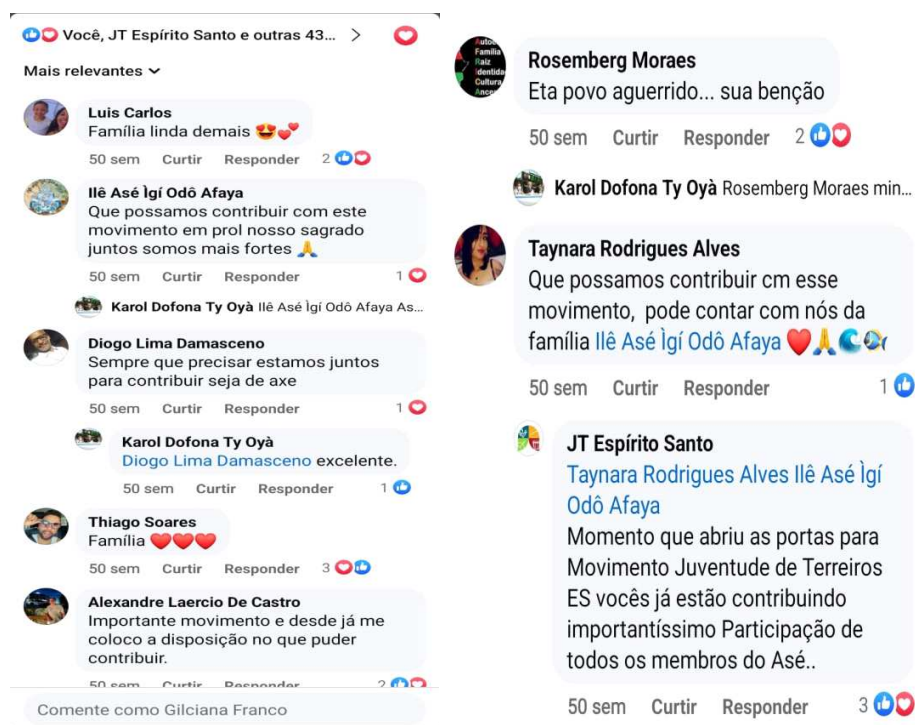 Você, JT Espírito Santo e outras 43... >
Mais relevantes
Luis Carlos
Família linda demais 😍💕
50 sem Curtir Responder 2
Ilê Asé Ìgí Odô Afaya
Que possamos contribuir com este
movimento em prol nosso sagrado
juntos somos mais fortes 🙏
50 sem Curtir Responder 1
Karol Dofona Ty Oyà Ilê Asé Ìgí Odô Afaya As...
Diogo Lima Damasceno
Sempre que precisar estamos juntos
para contribuir seja de axe
50 sem Curtir Responder 1
Karol Dofona Ty Oyà
Diogo Lima Damasceno excelente.
50 sem Curtir Responder 1
Thiago Soares
Família ❤️❤️❤️
50 sem Curtir Responder 3
Alexandre Laercio De Castro
Importante movimento e desde já me
coloco a disposição no que puder
contribuir.
50 sem Curtir Responder 2
Comente como Gilciana Franco
Familia
Raiz
Identida
Cultura
Ances
Rosemberg Moraes
Eta povo aguerrido... sua benção
50 sem Curtir Responder 2
Karol Dofona Ty Oyà Rosemberg Moraes min...
Taynara Rodrigues Alves
Que possamos contribuir cm esse
movimento, pode contar com nós da
família Ilê Asé Ìgí Odô Afaya ❤️🙏🌊🐠
50 sem Curtir Responder 1
JT Espírito Santo
Taynara Rodrigues Alves Ilê Asé Ìgí
Odô Afaya
Momento que abriu as portas para
Movimento Juventude de Terreiros
ES vocês já estão contribuindo
importantíssimo Participação de
todos os membros do Asé..
50 sem Curtir Responder 3